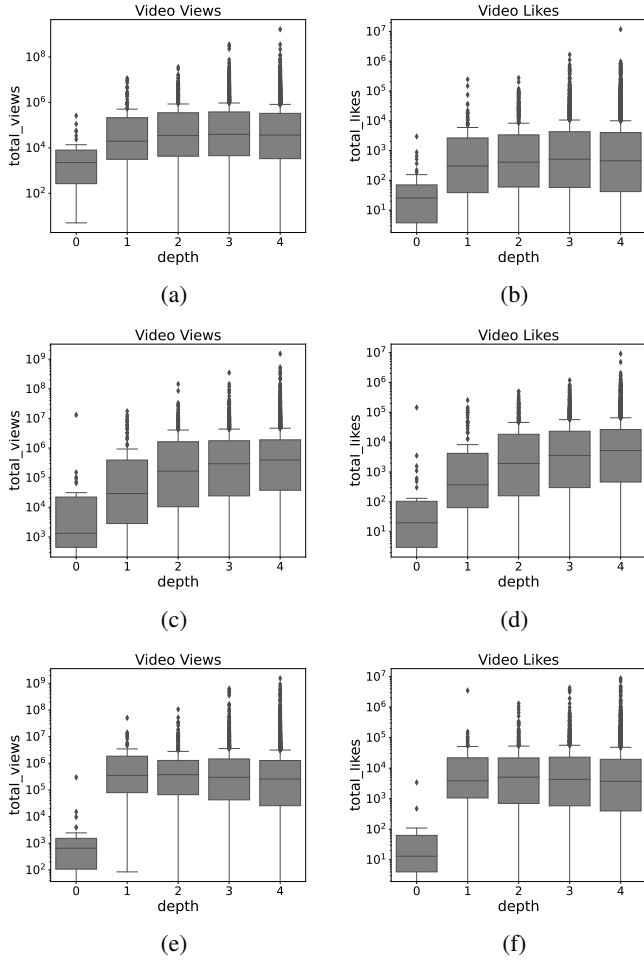 Video Views
total_views
10^8
10^6
10^4
10^2
0 1 2 3 4
depth
(a)
Video Likes
total_likes
10^7
10^6
10^5
10^4
10^3
10^2
10^1
0 1 2 3 4
depth
(b)
Video Views
total_views
10^9
10^8
10^7
10^6
10^5
10^4
10^3
0 1 2 3 4
depth
(c)
Video Likes
total_likes
10^7
10^6
10^5
10^4
10^3
10^2
10^1
0 1 2 3 4
depth
(d)
Video Views
total_views
10^9
10^8
10^7
10^6
10^5
10^4
10^3
10^2
0 1 2 3 4
depth
(e)
Video Likes
total_likes
10^7
10^6
10^5
10^4
10^3
10^2
10^1
0 1 2 3 4
depth
(f)